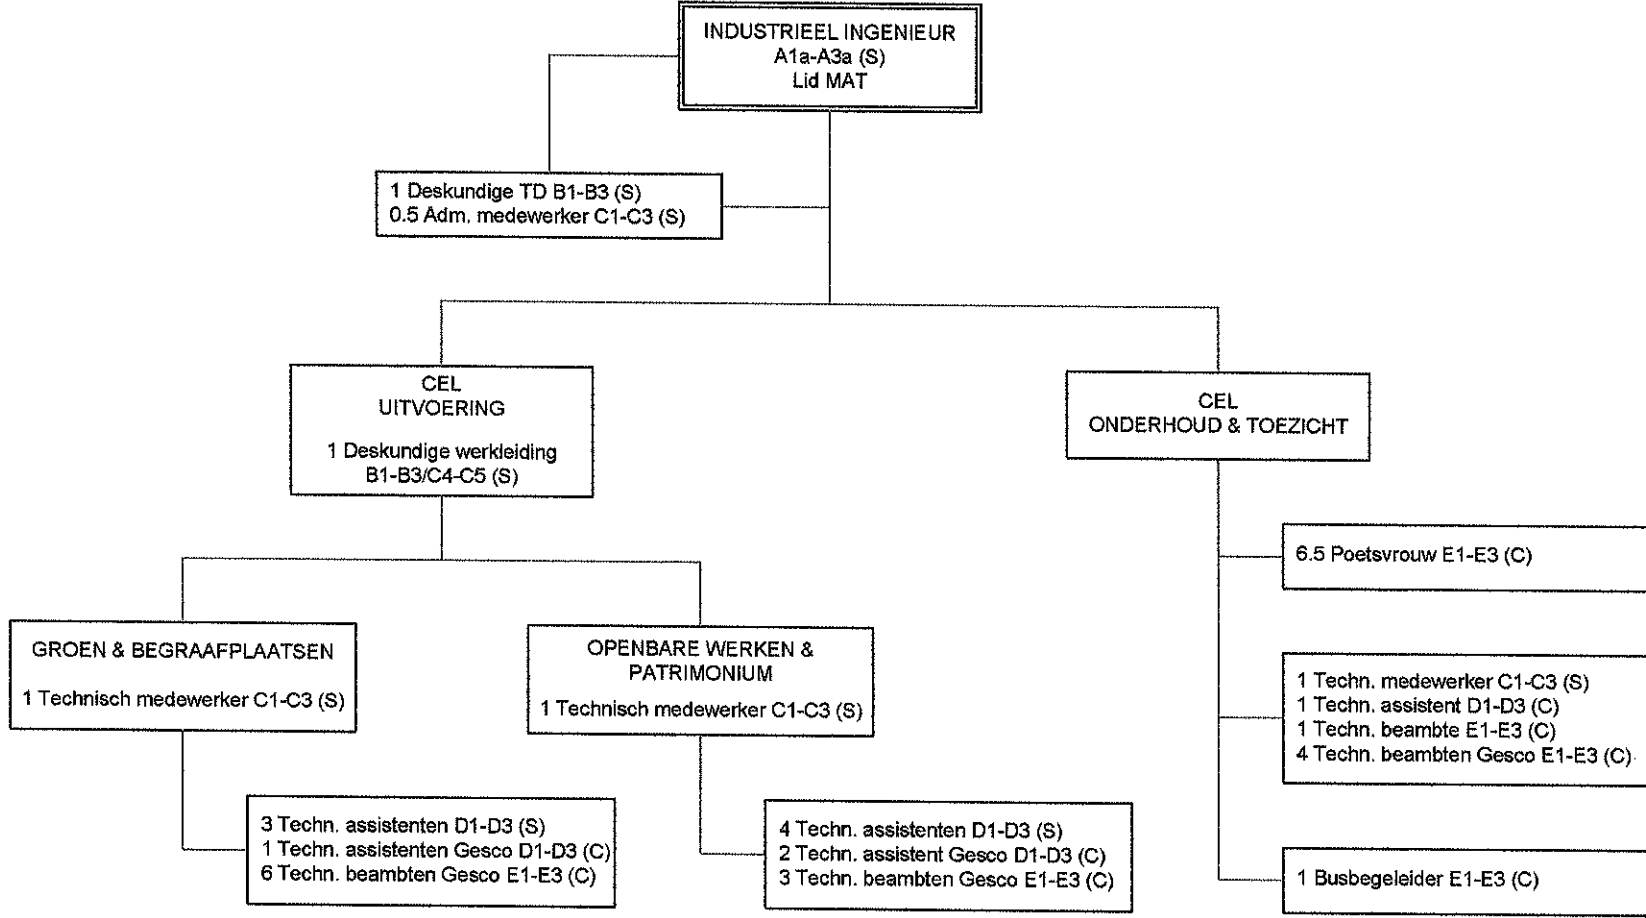 INDUSTRIEEL INGENIEUR
A1a-A3a (S)
Lid MAT
1 Deskundige TD B1-B3 (S)
0.5 Adm. medewerker C1-C3 (S)
CEL
UITVOERING
1 Deskundige werkleiding
B1-B3/C4-C5 (S)
CEL
ONDERHOUD & TOEZICHT
GROEN & BEGRAAFPLAATSEN
1 Technisch medewerker C1-C3 (S)
OPENBARE WERKEN &
PATRIMONIUM
1 Technisch medewerker C1-C3 (S)
3 Techn. assistenten D1-D3 (S)
1 Techn. assistenten Gesco D1-D3 (C)
6 Techn. beambten Gesco E1-E3 (C)
4 Techn. assistenten D1-D3 (S)
2 Techn. assistent Gesco D1-D3 (C)
3 Techn. beambten Gesco E1-E3 (C)
6.5 Poetsvrouw E1-E3 (C)
1 Techn. medewerker C1-C3 (S)
1 Techn. assistent D1-D3 (C)
1 Techn. beambte E1-E3 (C)
4 Techn. beambten Gesco E1-E3 (C)
1 Busbegeleider E1-E3 (C)